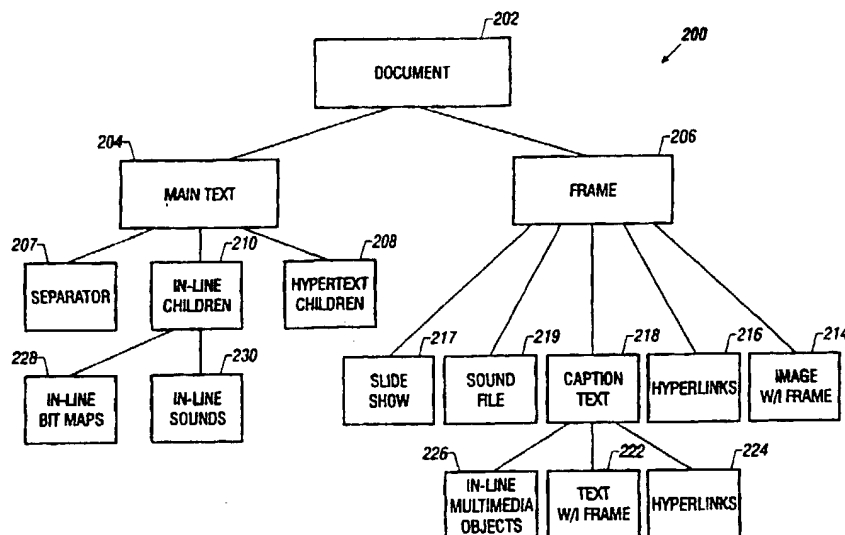 202
200
DOCUMENT
204
206
MAIN TEXT
FRAME
207
210
208
SEPARATOR
IN-LINE
CHILDREN
HYPERTEXT
CHILDREN
217
219
218
216
214
228
230
SLIDE
SHOW
SOUND
FILE
CAPTION
TEXT
HYPERLINKS
IMAGE
W/I FRAME
IN-LINE
BIT MAPS
IN-LINE
SOUNDS
226
222
224
IN-LINE
MULTIMEDIA
OBJECTS
TEXT
W/I FRAME
HYPERLINKS